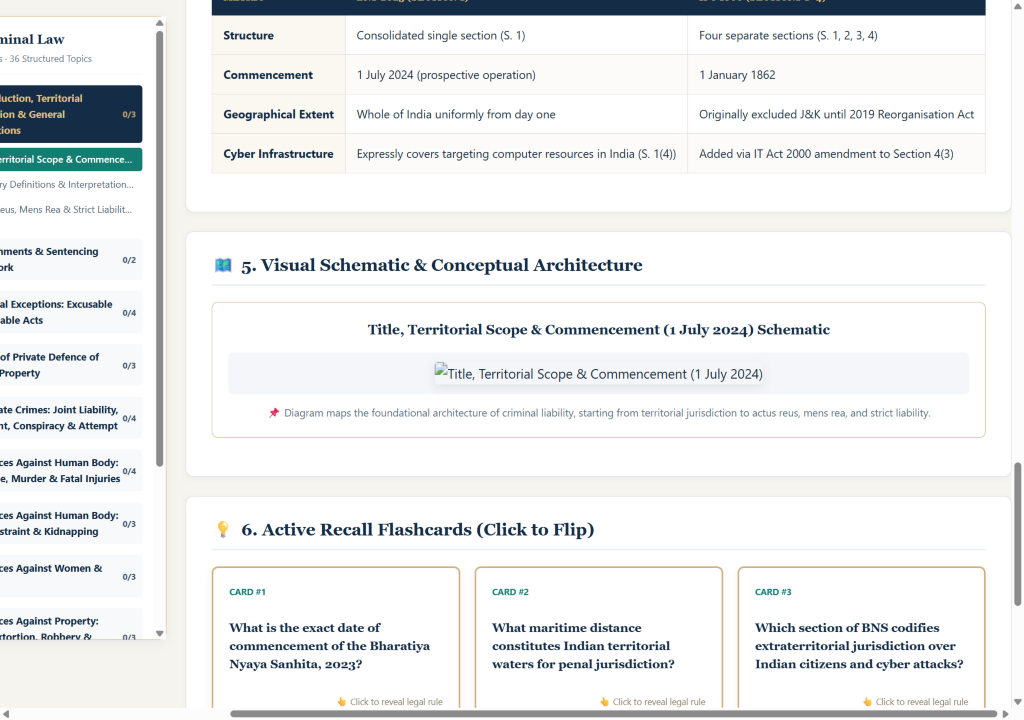 minal Law
s · 36 Structured Topics
duction, Territorial
ion & General
tions
0/3
erritorial Scope & Commence...
ry Definitions & Interpretation...
eus, Mens Rea & Strict Liabilit...
hments & Sentencing
ork
0/2
al Exceptions: Excusable
able Acts
0/4
of Private Defence of
Property
0/3
ate Crimes: Joint Liability,
nt, Conspiracy & Attempt
0/4
ces Against Human Body:
e, Murder & Fatal Injuries
0/4
ces Against Human Body:
straint & Kidnapping
0/3
ces Against Women &
0/3
ces Against Property:
xtortion, Robbery &
0/3
Structure Consolidated single section (S. 1) Four separate sections (S. 1, 2, 3, 4)
Commencement 1 July 2024 (prospective operation) 1 January 1862
Geographical Extent Whole of India uniformly from day one Originally excluded J&K until 2019 Reorganisation Act
Cyber Infrastructure Expressly covers targeting computer resources in India (S. 1(4)) Added via IT Act 2000 amendment to Section 4(3)
5. Visual Schematic & Conceptual Architecture
Title, Territorial Scope & Commencement (1 July 2024) Schematic
Title, Territorial Scope & Commencement (1 July 2024)
Diagram maps the foundational architecture of criminal liability, starting from territorial jurisdiction to actus reus, mens rea, and strict liability.
6. Active Recall Flashcards (Click to Flip)
CARD #1
What is the exact date of
commencement of the Bharatiya
Nyaya Sanhita, 2023?
Click to reveal legal rule
CARD #2
What maritime distance
constitutes Indian territorial
waters for penal jurisdiction?
Click to reveal legal rule
CARD #3
Which section of BNS codifies
extraterritorial jurisdiction over
Indian citizens and cyber attacks?
Click to reveal legal rule